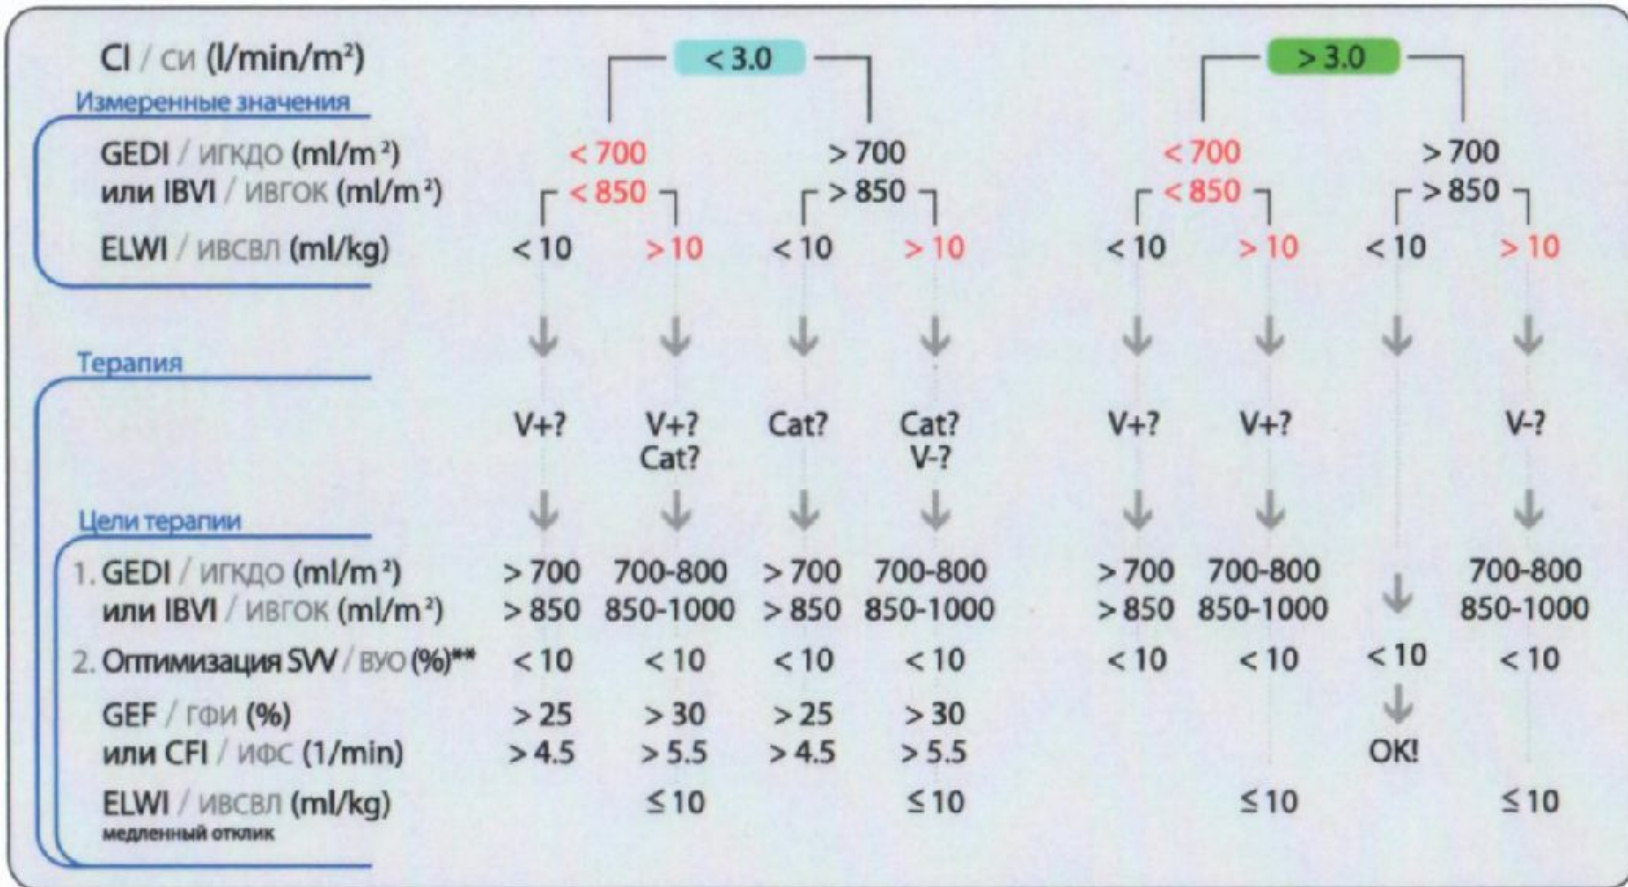 CI / си (l/min/m²) < 3.0 > 3.0
Измеренные значения
GEDI / ИГКДО (ml/m²) < 700 > 700 < 700 > 700
или IBVI / ИВГОК (ml/m²) < 850 > 850 < 850 > 850
ELWI / ИВСВЛ (ml/kg) < 10 > 10 < 10 > 10 < 10 > 10 < 10 > 10
Терапия
V+? V+? Cat? Cat? V+? V+? V-?
Cat? V-?
Цели терапии
1. GEDI / ИГКДО (ml/m²) > 700 700-800 > 700 700-800 > 700 700-800 700-800
или IBVI / ИВГОК (ml/m²) > 850 850-1000 > 850 850-1000 > 850 850-1000 850-1000
2. Оптимизация SVV / ВУО (%)** < 10 < 10 < 10 < 10 < 10 < 10 < 10 < 10
GEF / ГФИ (%) > 25 > 30 > 25 > 30
или CFI / ИФС (1/min) > 4.5 > 5.5 > 4.5 > 5.5 OK!
ELWI / ИВСВЛ (ml/kg) ≤ 10 ≤ 10 ≤ 10 ≤ 10
медленный отклик